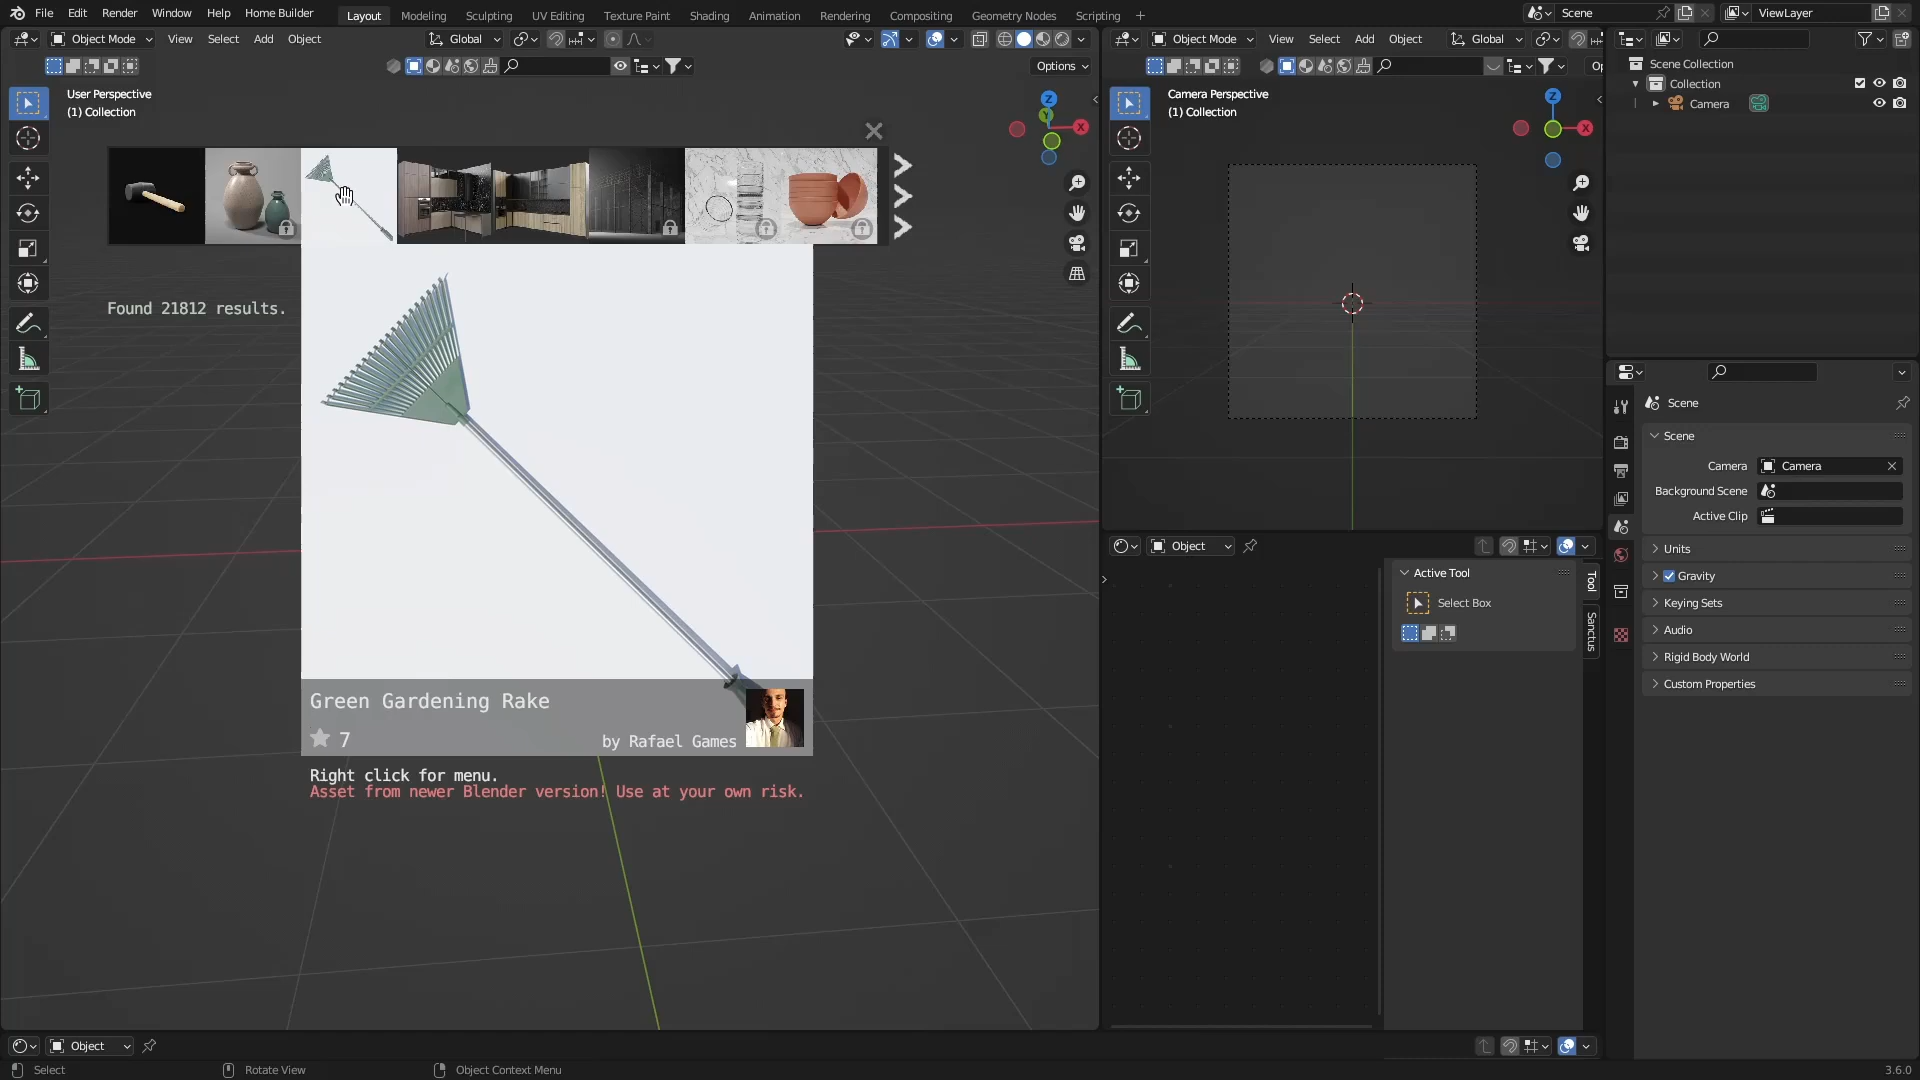 File Edit Render Window Help Home Builder
Layout Modeling Sculpting UV Editing Texture Paint Shading Animation Rendering Compositing Geometry Nodes Scripting
Scene
ViewLayer
Object Mode View Select Add Object
Global
Object Mode View Select Add Object
Global
Options
Op
User Perspective
(1) Collection
Z
Y
X
Camera Perspective
(1) Collection
Z
X
Scene Collection
Collection
Camera
Found 21812 results.
Green Gardening Rake
7
by Rafael Games
Right click for menu.
Asset from newer Blender version! Use at your own risk.
Object
Active Tool
Select Box
Tool
Sanctus
Scene
Scene
Camera Camera
Background Scene
Active Clip
Units
Gravity
Keying Sets
Audio
Rigid Body World
Custom Properties
Object
Select
Rotate View
Object Context Menu
3.6.0